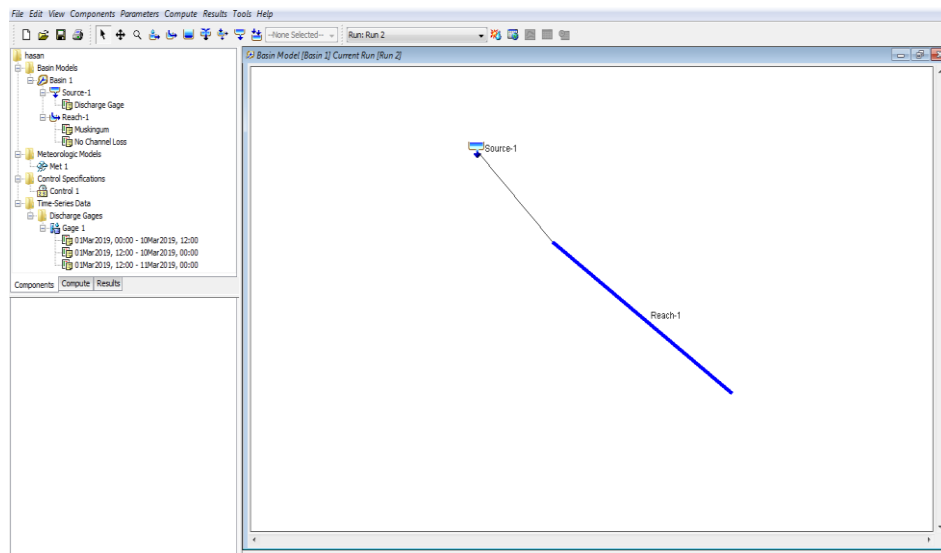 File Edit View Components Parameters Compute Results Tools Help
--None Selected-- Run: Run 2
hasan
Basin Models
Basin 1
Source-1
Discharge Gage
Reach-1
Muskingum
No Channel Loss
Meteorologic Models
Met 1
Control Specifications
Control 1
Time-Series Data
Discharge Gages
Gage 1
01Mar2019, 00:00 - 10Mar2019, 12:00
01Mar2019, 12:00 - 10Mar2019, 00:00
01Mar2019, 12:00 - 11Mar2019, 00:00
Components Compute Results
Basin Model [Basin 1] Current Run [Run 2]
Source-1
Reach-1